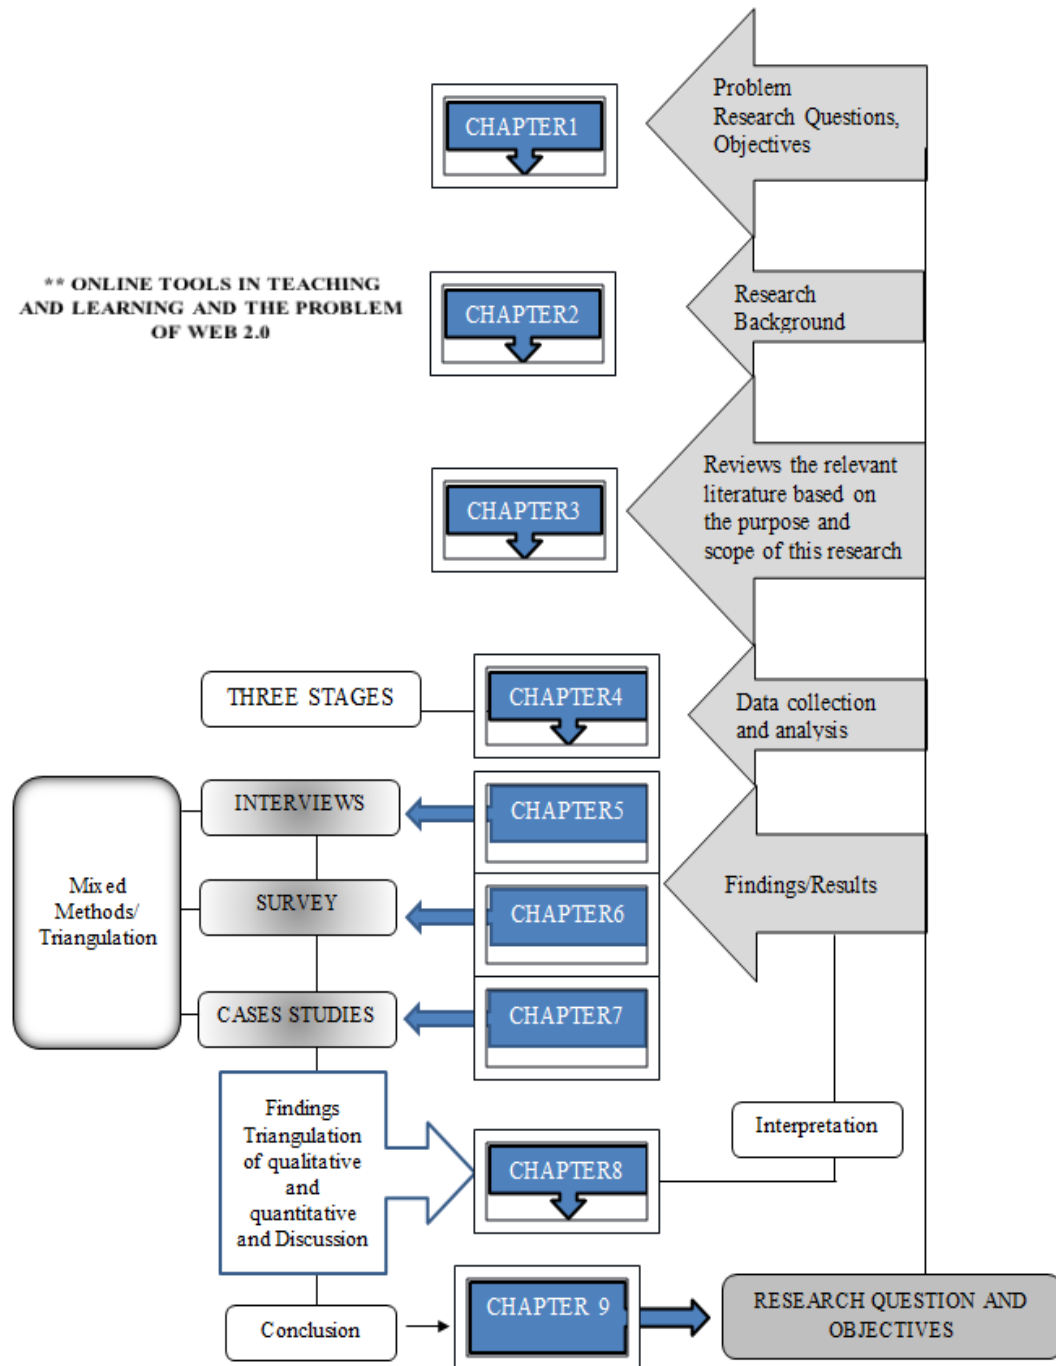 CHAPTER1
Problem
Research Questions,
Objectives
** ONLINE TOOLS IN TEACHING
AND LEARNING AND THE PROBLEM
OF WEB 2.0
CHAPTER2
Research
Background
CHAPTER3
Reviews the relevant
literature based on
the purpose and
scope of this research
THREE STAGES
CHAPTER4
Data collection
and analysis
Mixed
Methods/
Triangulation
INTERVIEWS
CHAPTER5
SURVEY
CHAPTER6
Findings/Results
CASES STUDIES
CHAPTER7
Findings
Triangulation
of qualitative
and
quantitative
and Discussion
CHAPTER8
Interpretation
Conclusion
CHAPTER 9
RESEARCH QUESTION AND
OBJECTIVES